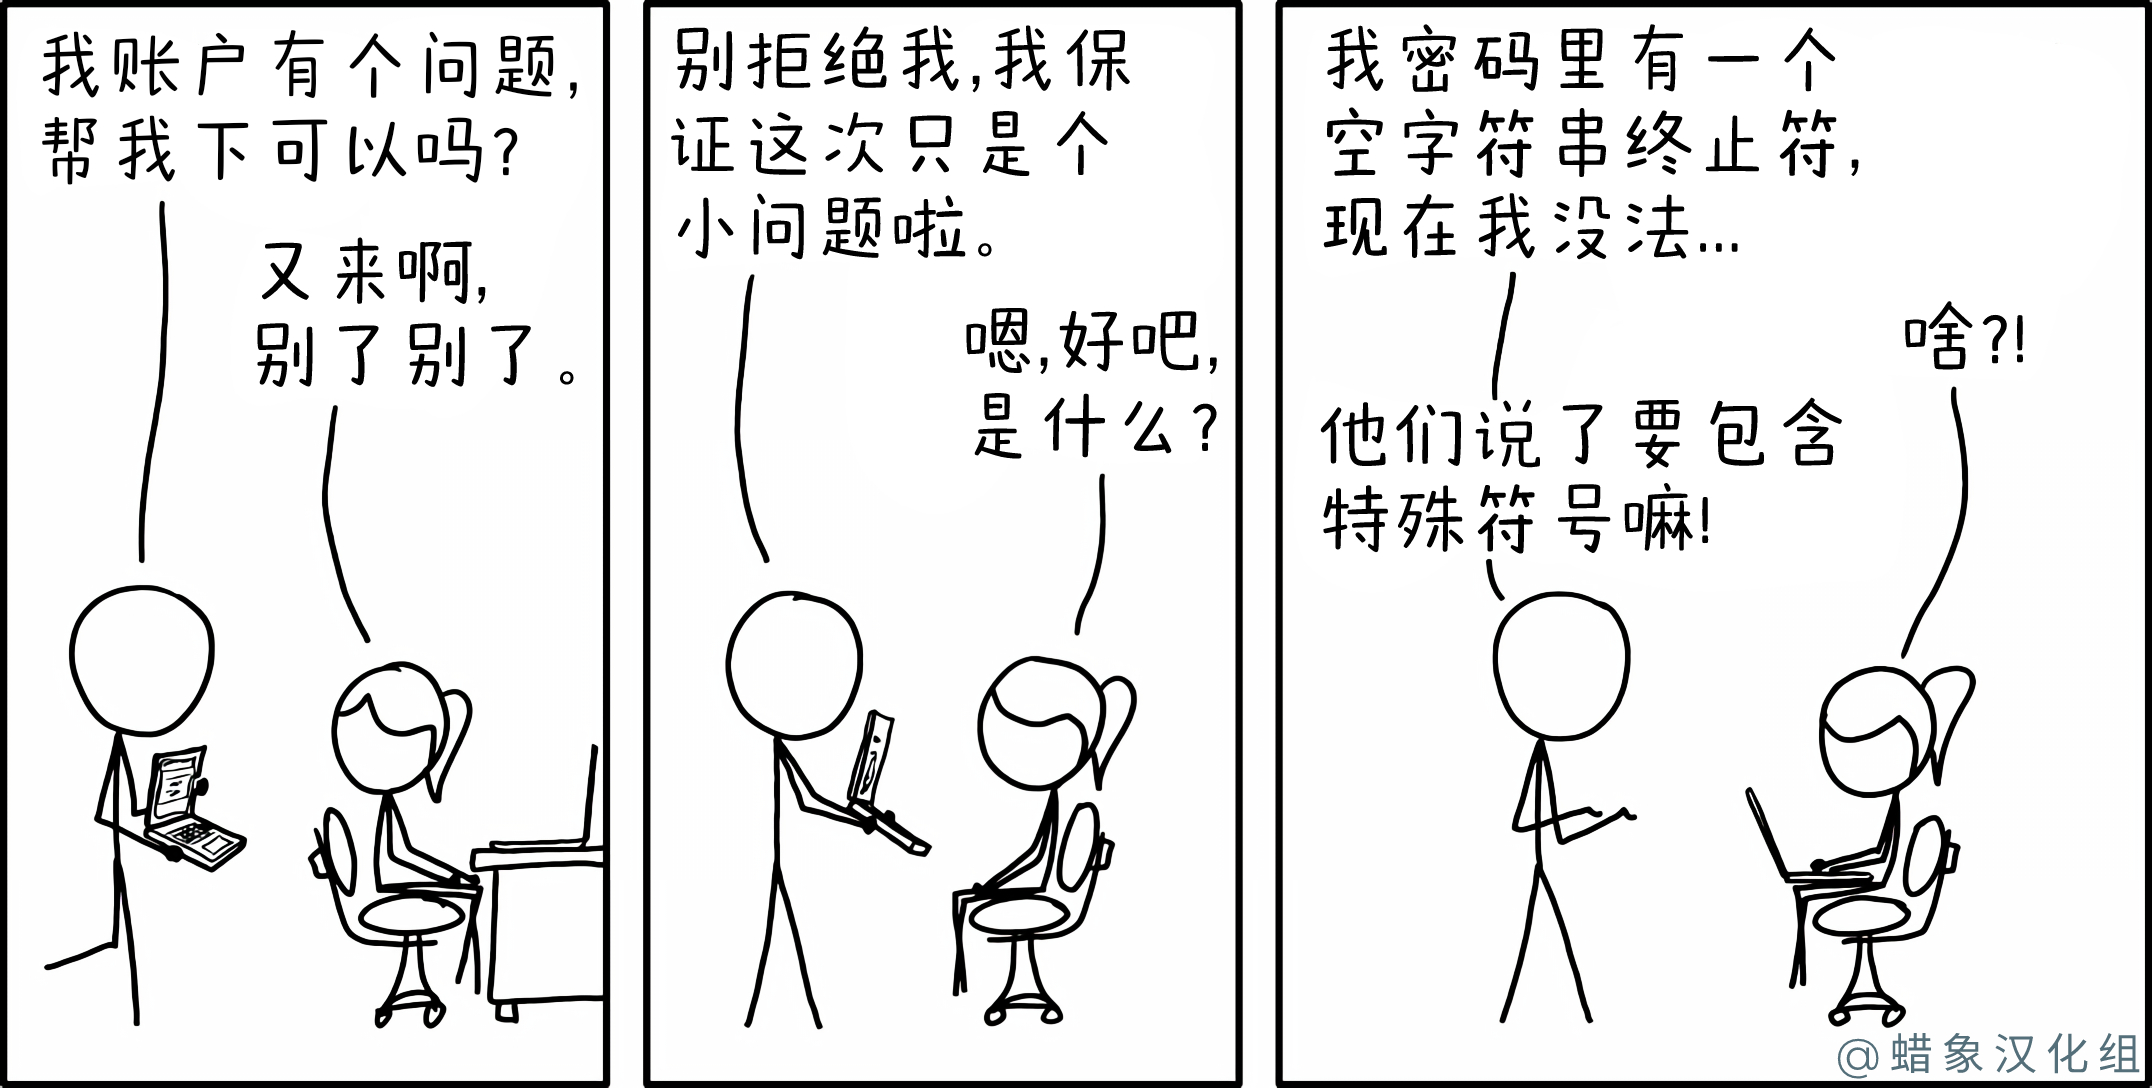 我账户有个问题,
帮我下可以吗?
又来啊,
别了别了。
别拒绝我,我保
证这次只是个
小问题啦。
嗯,好吧,
是什么?
我密码里有一个
空字符串终止符,
现在我没法...
啥?!
他们说了要包含
特殊符号嘛!
@蜡象汉化组